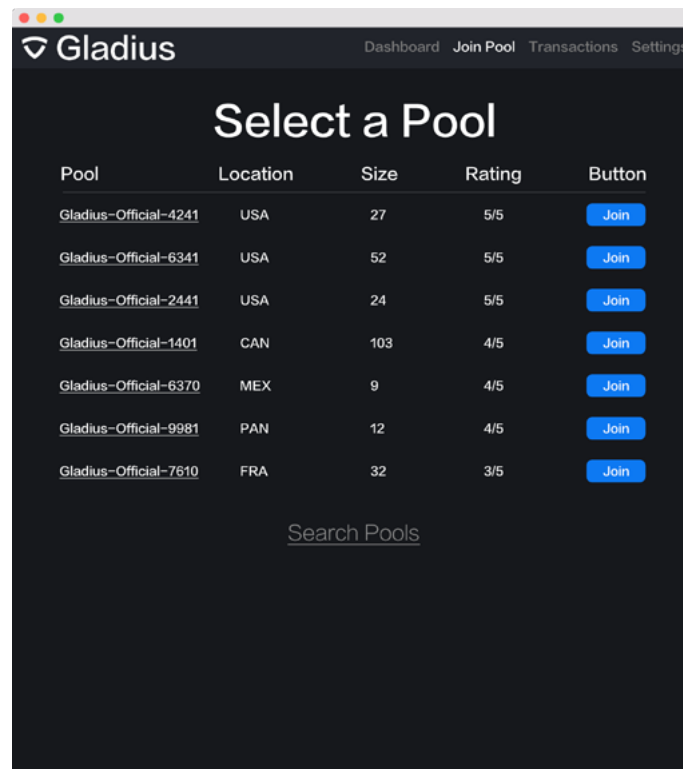 Gladius Dashboard Join Pool Transactions Settings
Select a Pool
Pool Location Size Rating Button
Gladius-Official-4241 USA 27 5/5 Join
Gladius-Official-6341 USA 52 5/5 Join
Gladius-Official-2441 USA 24 5/5 Join
Gladius-Official-1401 CAN 103 4/5 Join
Gladius-Official-6370 MEX 9 4/5 Join
Gladius-Official-9981 PAN 12 4/5 Join
Gladius-Official-7610 FRA 32 3/5 Join
Search Pools